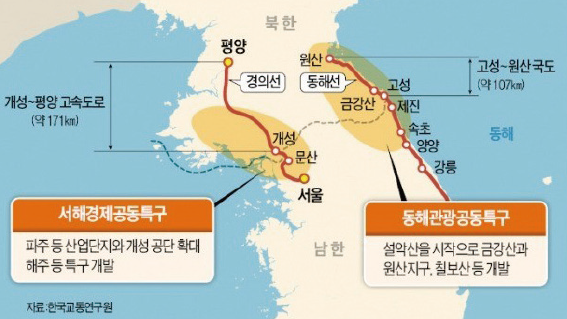 북한
평양
원산
경의선
동해선
고성~원산 국도
(약 107km)
고성
금강산
제진
개성~평양 고속도로
(약 171km)
속초
동해
개성
양양
문산
강릉
서울
서해경제공동특구
파주 등 산업단지와 개성 공단 확대
해주 등 특구 개발
남한
동해관광공동특구
설악산을 시작으로 금강산과
원산지구, 칠보산 등 개발
자료:한국교통연구원